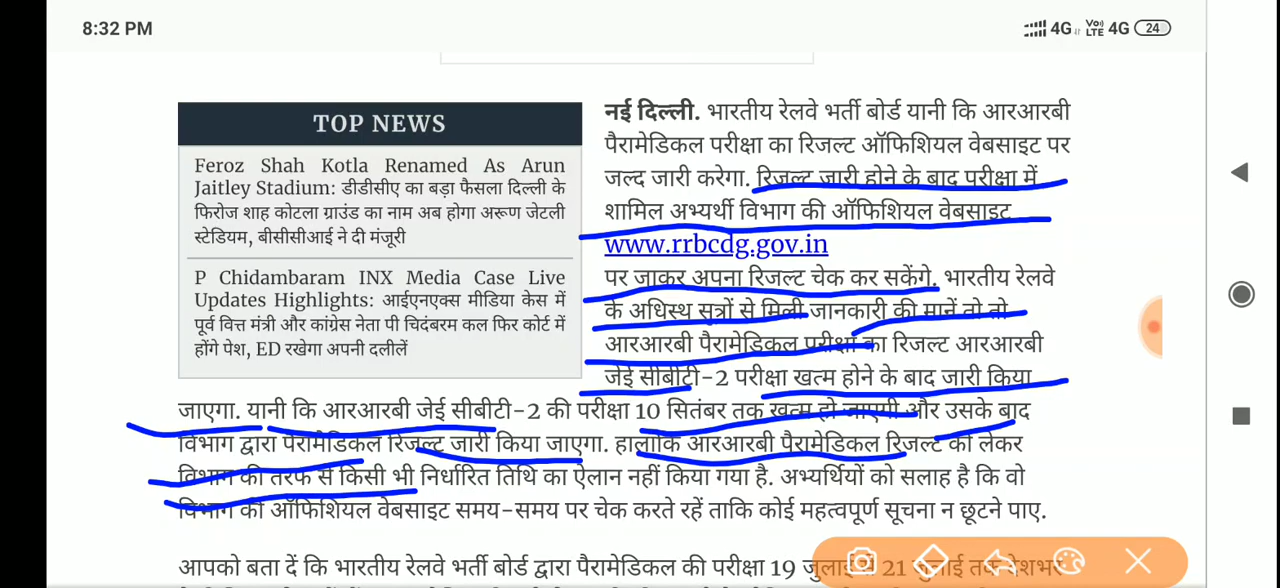 8:32 PM
4G VoLTE 4G 24
TOP NEWS
Feroz Shah Kotla Renamed As Arun
Jaitley Stadium: डीडीसीए का बड़ा फैसला दिल्ली के
फिरोज शाह कोटला ग्राउंड का नाम अब होगा अरूण जेटली
स्टेडियम, बीसीसीआई ने दी मंजूरी
P Chidambaram INX Media Case Live
Updates Highlights: आईएनएक्स मीडिया केस में
पूर्व वित्त मंत्री और कांग्रेस नेता पी चिदंबरम कल फिर कोर्ट में
होंगे पेश, ED रखेगा अपनी दलीलें
नई दिल्ली. भारतीय रेलवे भर्ती बोर्ड यानी कि आरआरबी
पैरामेडिकल परीक्षा का रिजल्ट ऑफिशियल वेबसाइट पर
जल्द जारी करेगा. रिजल्ट जारी होने के बाद परीक्षा में
शामिल अभ्यर्थी विभाग की ऑफिशियल वेबसाइट
www.rrbcdg.gov.in
पर जाकर अपना रिजल्ट चेक कर सकेंगे. भारतीय रेलवे
के अधिस्थ सूत्रों से मिली जानकारी की मानें तो तो
आरआरबी पैरामेडिकल परीक्षा का रिजल्ट आरआरबी
जेई सीबीटी-2 परीक्षा खत्म होने के बाद जारी किया
जाएगा. यानी कि आरआरबी जेई सीबीटी-2 की परीक्षा 10 सितंबर तक खत्म हो जाएगी और उसके बाद
विभाग द्वारा पैरामेडिकल रिजल्ट जारी किया जाएगा. हालांकि आरआरबी पैरामेडिकल रिजल्ट को लेकर
विभाग की तरफ से किसी भी निर्धारित तिथि का ऐलान नहीं किया गया है. अभ्यर्थियों को सलाह है कि वो
विभाग की ऑफिशियल वेबसाइट समय-समय पर चेक करते रहें ताकि कोई महत्वपूर्ण सूचना न छूटने पाए.
आपको बता दें कि भारतीय रेलवे भर्ती बोर्ड द्वारा पैरामेडिकल की परीक्षा 19 जुलाई से 21 जुलाई तक देशभर